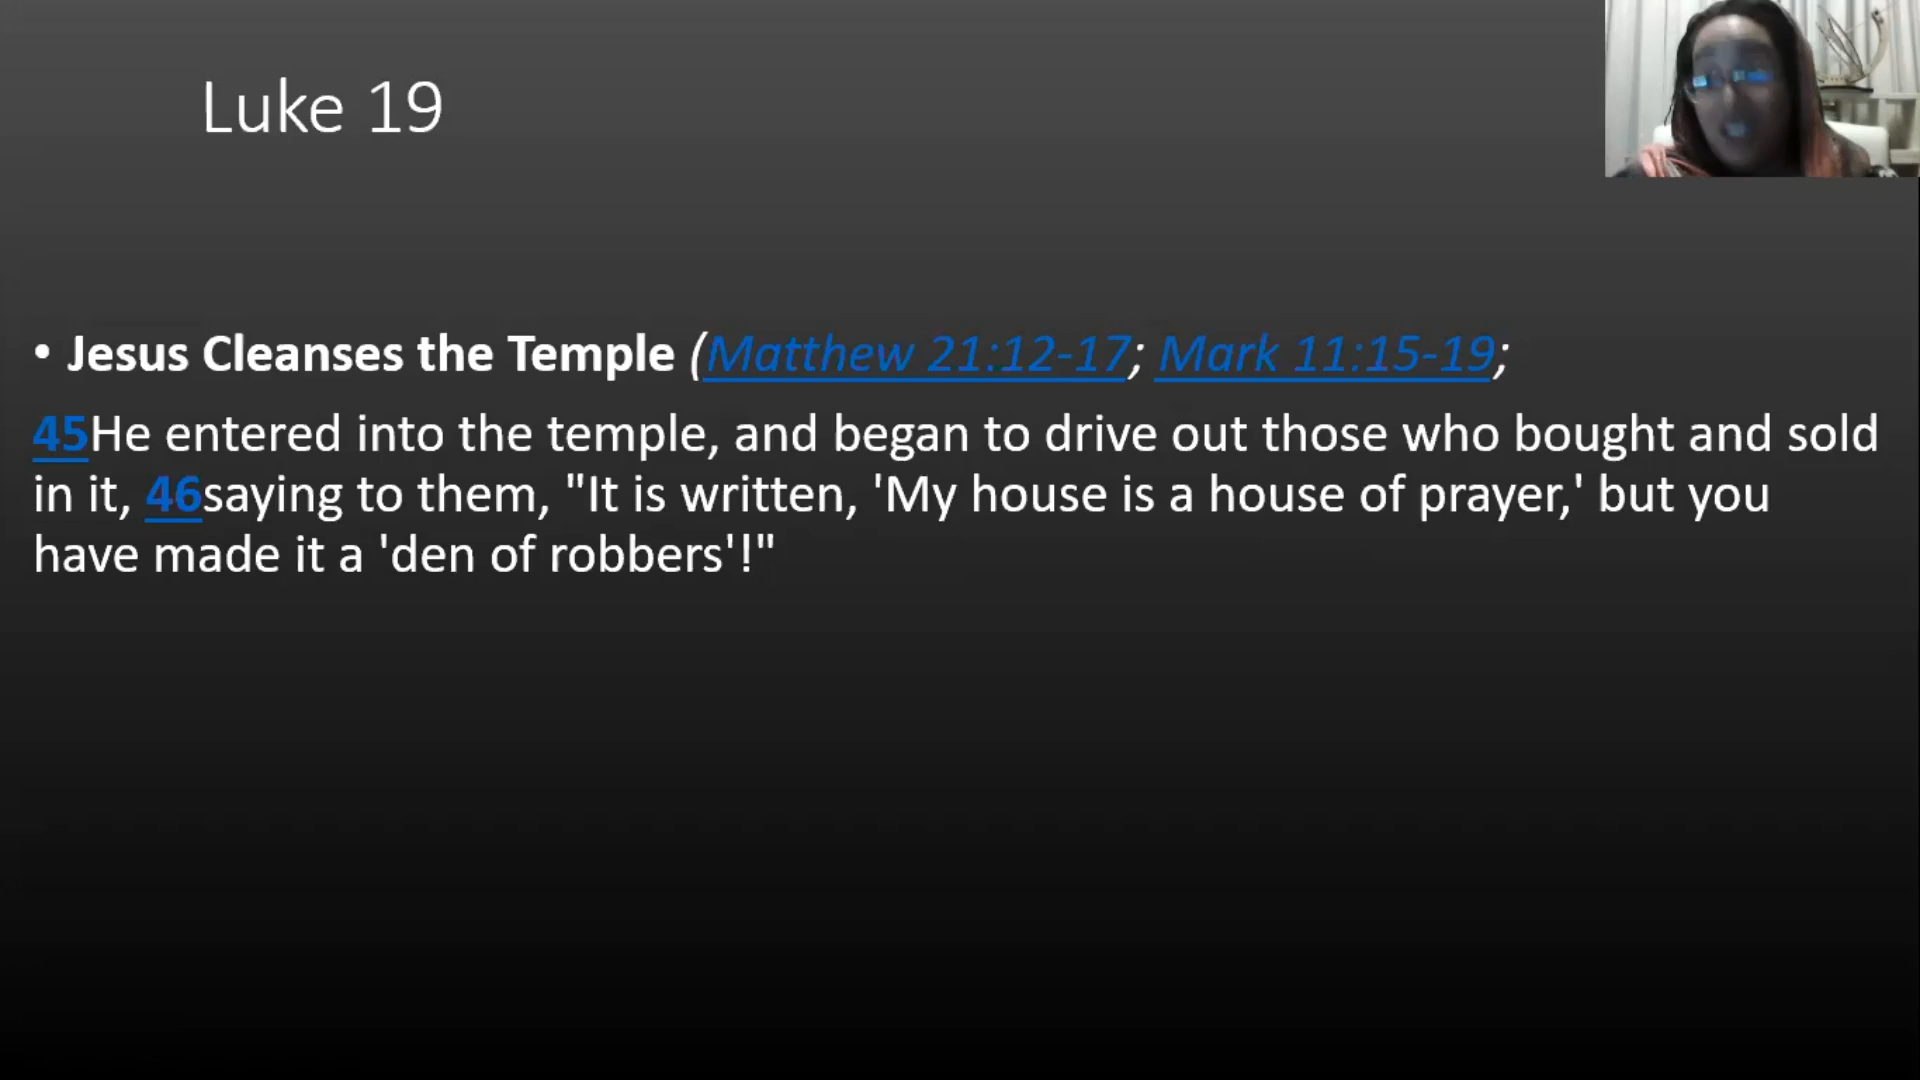 Luke 19
• Jesus Cleanses the Temple (Matthew 21:12-17; Mark 11:15-19;
45He entered into the temple, and began to drive out those who bought and sold
in it, 46saying to them, "It is written, 'My house is a house of prayer,' but you
have made it a 'den of robbers'!"